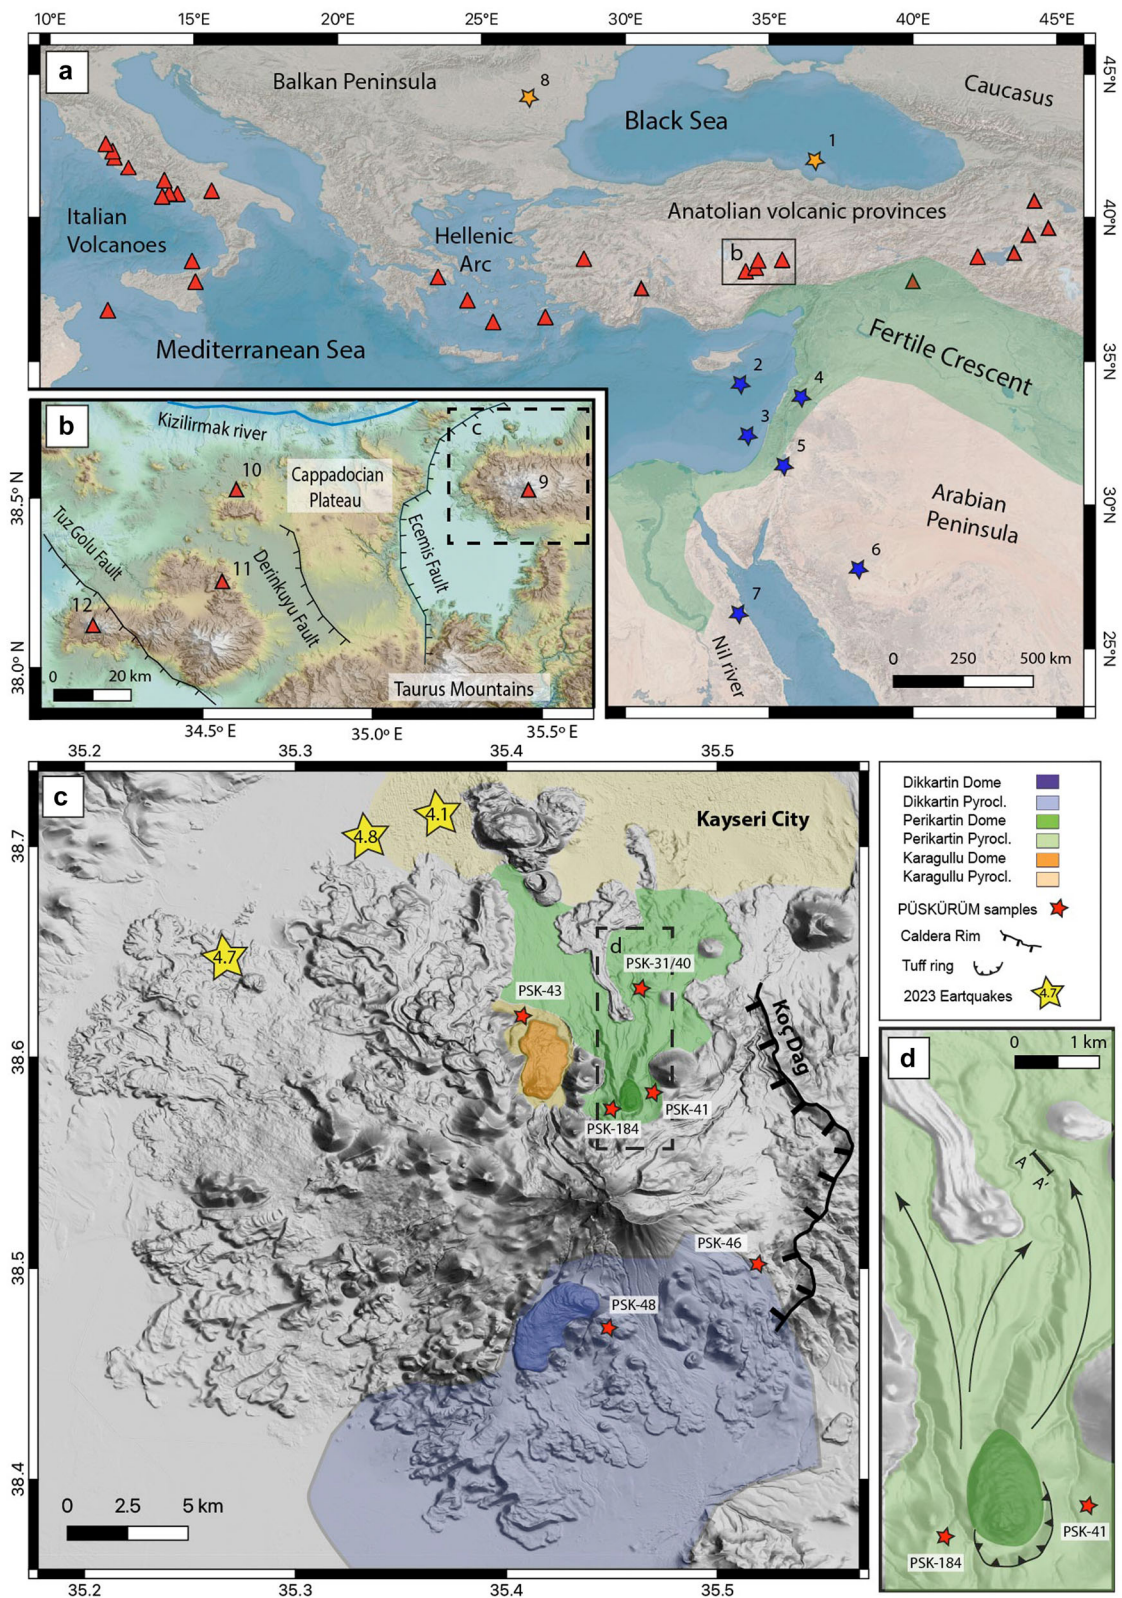 10°E 15°E 20°E 25°E 30°E 35°E 40°E 45°E
a
Balkan Peninsula
8
Caucasus
45°N
Black Sea
1
Italian
Volcanoes
Hellenic
Arc
Anatolian volcanic provinces
40°N
b
Mediterranean Sea
Fertile Crescent
35°N
2
4
3
5
Arabian
Peninsula
30°N
6
7
Nil river
25°N
0 250 500 km
b
Kizilirmak river
c
10
Cappadocian
Plateau
9
38.5° N
Tuz Golu Fault
Ecemis Fault
11
Derinkuyu Fault
12
38.0° N
0 20 km
Taurus Mountains
34.5° E 35.0° E 35.5° E
35.2 35.3 35.4 35.5
c
4.1
4.8
Kayseri City
38.7
4.7
d
PSK-31/40
PSK-43
Koç Dag
38.6
PSK-41
PSK-184
PSK-46
38.5
PSK-48
38.4
0 2.5 5 km
35.2 35.3 35.4 35.5
Dikkartin Dome
Dikkartin Pyrocl.
Perikartin Dome
Perikartin Pyrocl.
Karagullu Dome
Karagullu Pyrocl.
PÜSKÜRÜM samples
Caldera Rim
Tuff ring
2023 Eartquakes 4.7
d
0 1 km
A
A'
PSK-41
PSK-184